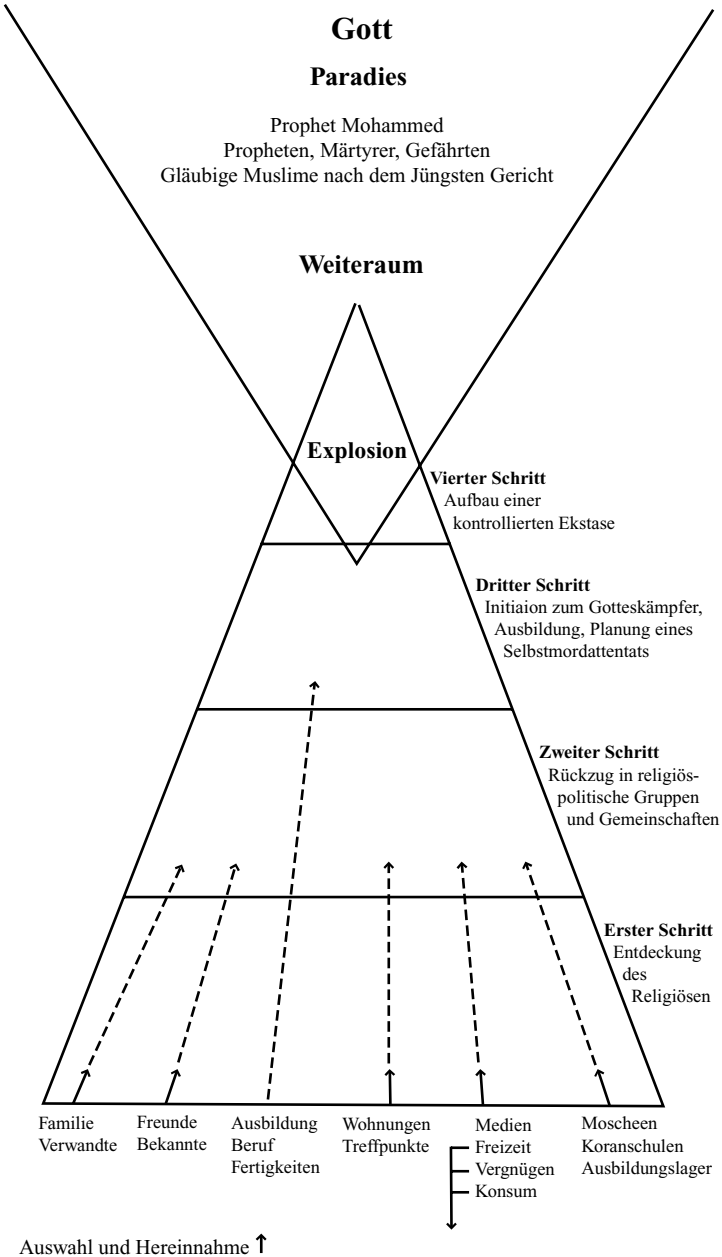 Gott
Paradies
Prophet Mohammed
Propheten, Märtyrer, Gefährten
Gläubige Muslime nach dem Jüngsten Gericht
Weiteraum
Explosion
Vierter Schritt
Aufbau einer
kontrollierten Ekstase
Dritter Schritt
Initiaion zum Gotteskämpfer,
Ausbildung, Planung eines
Selbstmordattentats
Zweiter Schritt
Rückzug in religiös-
politische Gruppen
und Gemeinschaften
Erster Schritt
Entdeckung
des
Religiösen
Familie
Verwandte
Freunde
Bekannte
Ausbildung
Beruf
Fertigkeiten
Wohnungen
Treffpunkte
Medien
Freizeit
Vergnügen
Konsum
Moscheen
Koranschulen
Ausbildungslager
Auswahl und Hereinnahme ↑